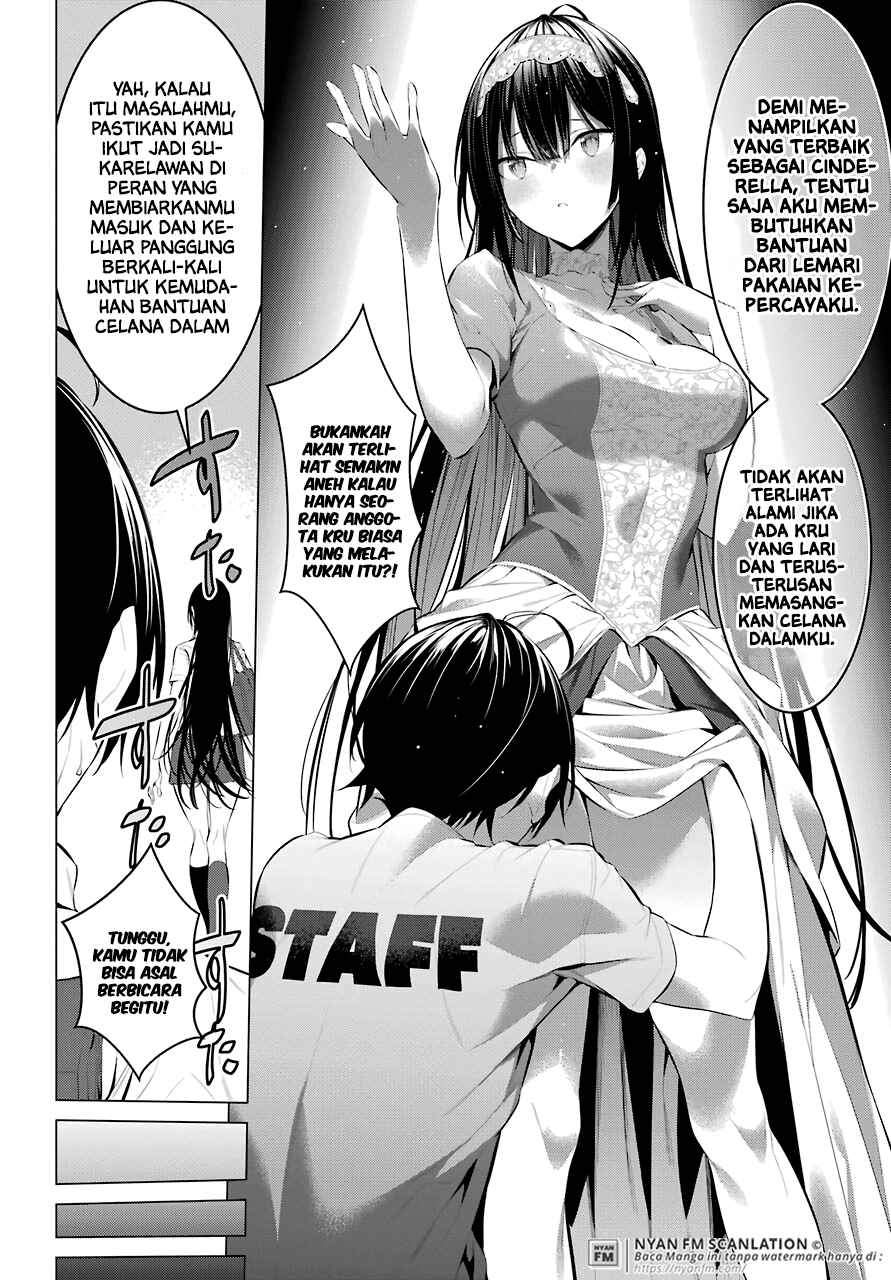 DEMI ME-
NAMPILKAN
YANG TERBAIK
SEBAGAI CINDE-
RELLA, TENTU
SAJA AKU MEM-
BUTUHKAN
BANTUAN
DARI LEMARI
PAKAIAN KE-
PERCAYAKU.
TIDAK AKAN
TERLIHAT
ALAMI JIKA
ADA KRU
YANG LARI
DAN TERUS-
TERUSAN
MEMASANG-
KAN CELANA
DALAMKU.
BUKANKAH
AKAN TERLI-
HAT SEMAKIN
ANEH KALAU
HANYA SEO-
RANG ANGGO-
TA KRU BIASA
YANG MELA-
KUKAN ITU?!
STAFF
YAH, KALAU
ITU MASALAHMU,
PASTIKAN KAMU
IKUT JADI SU-
KARELAWAN DI
PERAN YANG
MEMBIARKANMU
MASUK DAN KE-
LUAR PANGGUNG
BERKALI-KALI
UNTUK KEMUDA-
HAN BANTUAN
CELANA DALAM
すすすた…
TUNGGU,
KAMU TIDAK
BISA ASAL
BERBICARA
BEGITU!
NYAN
FM
NYAN FM SCANLATION ©
Baca Manga ini tanpa watermark hanya di :
https://nyanfm.com/